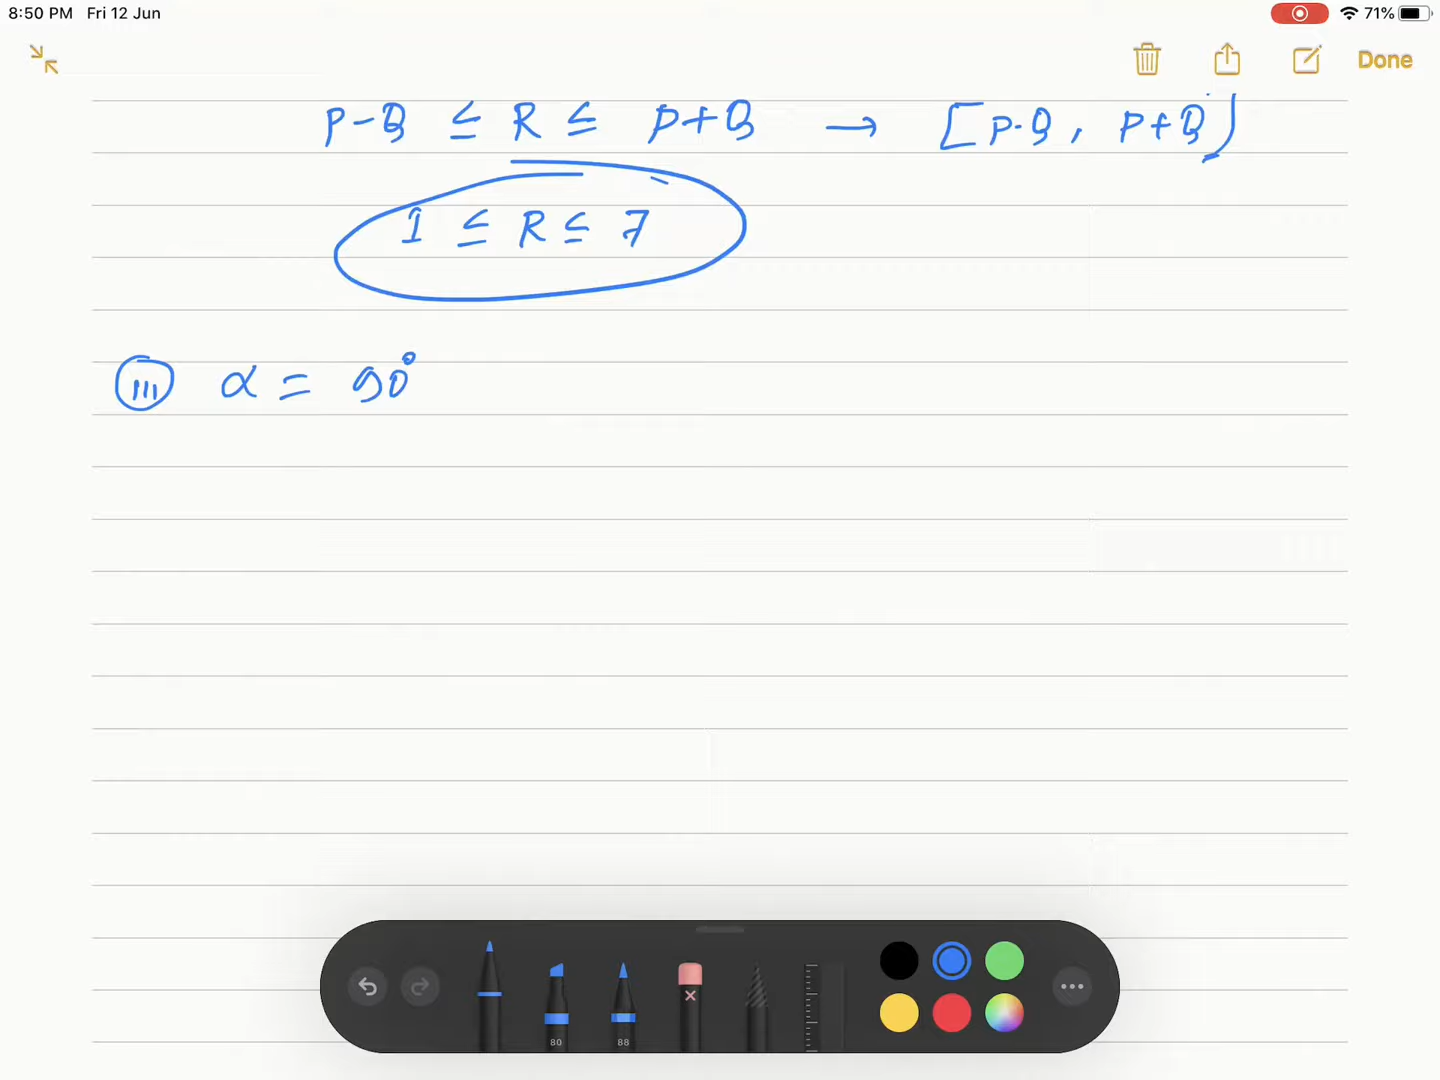 8:50 PM Fri 12 Jun 71%
Done
P-Q ≤ R ≤ P+Q → [P-Q, P+Q]
1 ≤ R ≤ 7
(iii) α = 90°
80 88